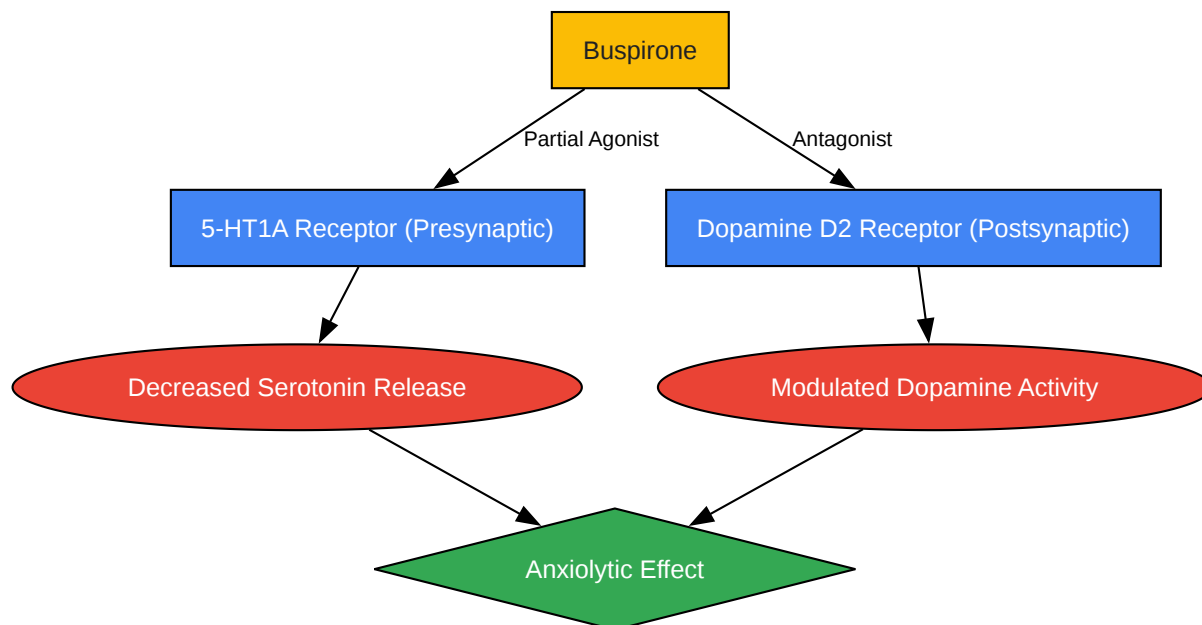 Buspirone
Partial Agonist
Antagonist
5-HT1A Receptor (Presynaptic)
Dopamine D2 Receptor (Postsynaptic)
Decreased Serotonin Release
Modulated Dopamine Activity
Anxiolytic Effect